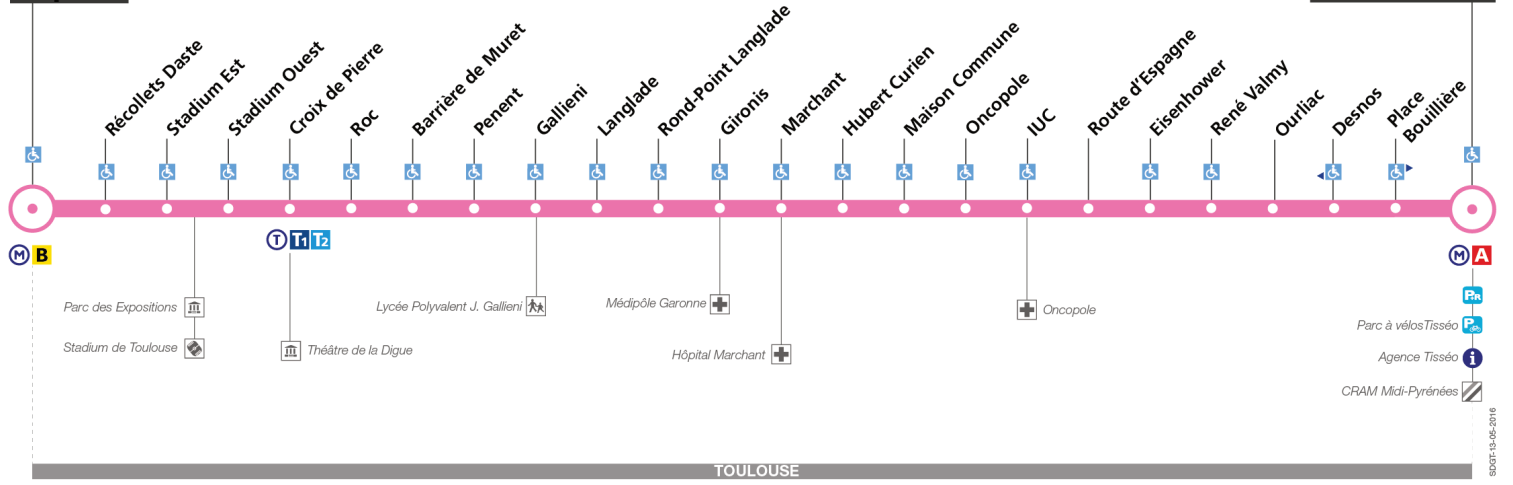 Récollets Daste
Stadium Est
Stadium Ouest
Croix de Pierre
Roc
Barrière de Muret
Penent
Gallieni
Langlade
Rond-Point Langlade
Gironis
Marchant
Hubert Curien
Maison Commune
Oncopole
IUC
Route d'Espagne
Eisenhower
René Valmy
Ourliac
Desnos
Place
Bouillière
M B
T T1 T2
M A
Parc des Expositions
Stadium de Toulouse
Théâtre de la Digue
Lycée Polyvalent J. Gallieni
Médipôle Garonne
Hôpital Marchant
Oncopole
P+R
Parc à vélosTisséo P
Agence Tisséo i
CRAM Midi-Pyrénées
SDGT-13-05-2016
TOULOUSE